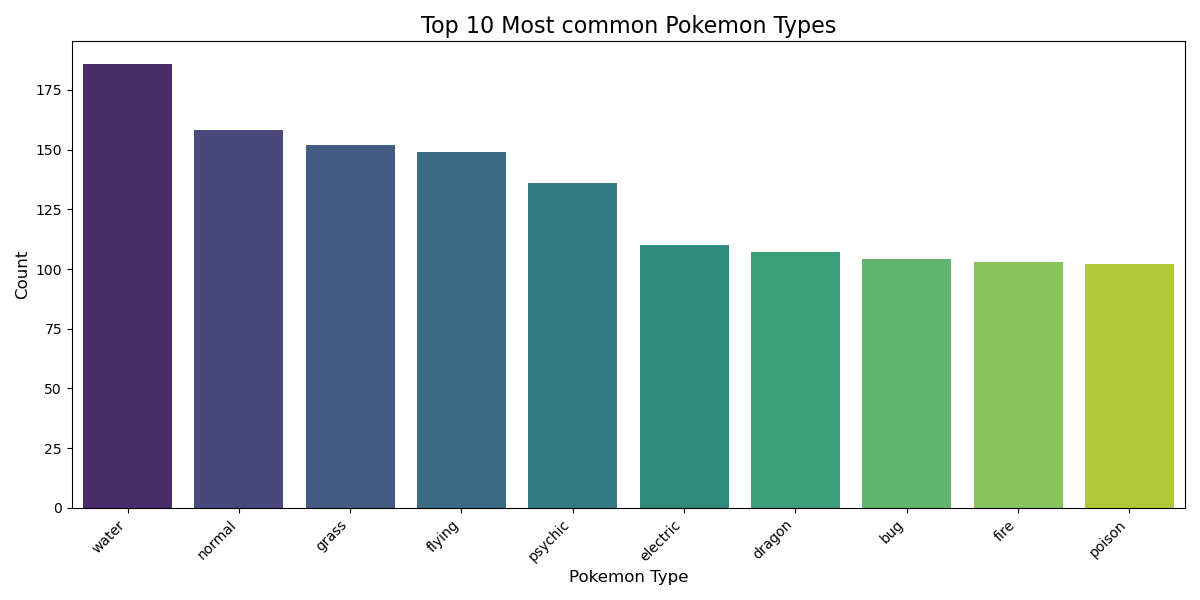 Top 10 Most common Pokemon Types
Count
175
150
125
100
75
50
25
0
water
normal
grass
flying
psychic
electric
dragon
bug
fire
poison
Pokemon Type